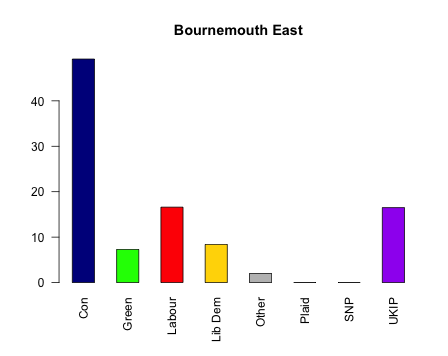 Bournemouth East
40
30
20
10
0
Con
Green
Labour
Lib Dem
Other
Plaid
SNP
UKIP